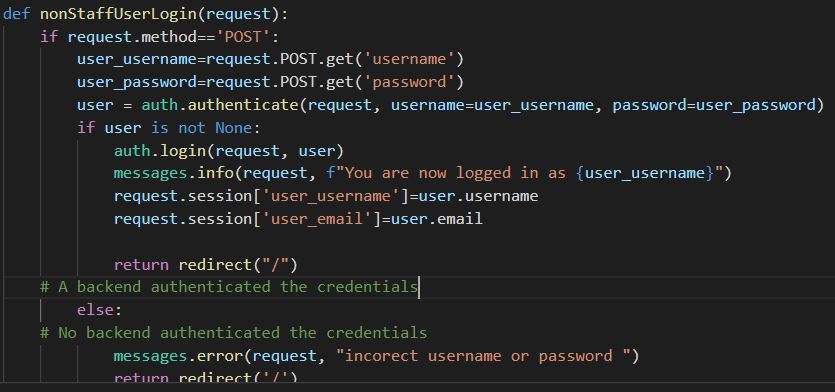 def nonStaffUserLogin(request):
    if request.method=='POST':
        user_username=request.POST.get('username')
        user_password=request.POST.get('password')
        user = auth.authenticate(request, username=user_username, password=user_password)
        if user is not None:
            auth.login(request, user)
            messages.info(request, f"You are now logged in as {user_username}")
            request.session['user_username']=user.username
            request.session['user_email']=user.email
            return redirect("/")
    # A backend authenticated the credentials
        else:
    # No backend authenticated the credentials
            messages.error(request, "incorect username or password ")
            return redirect('/')